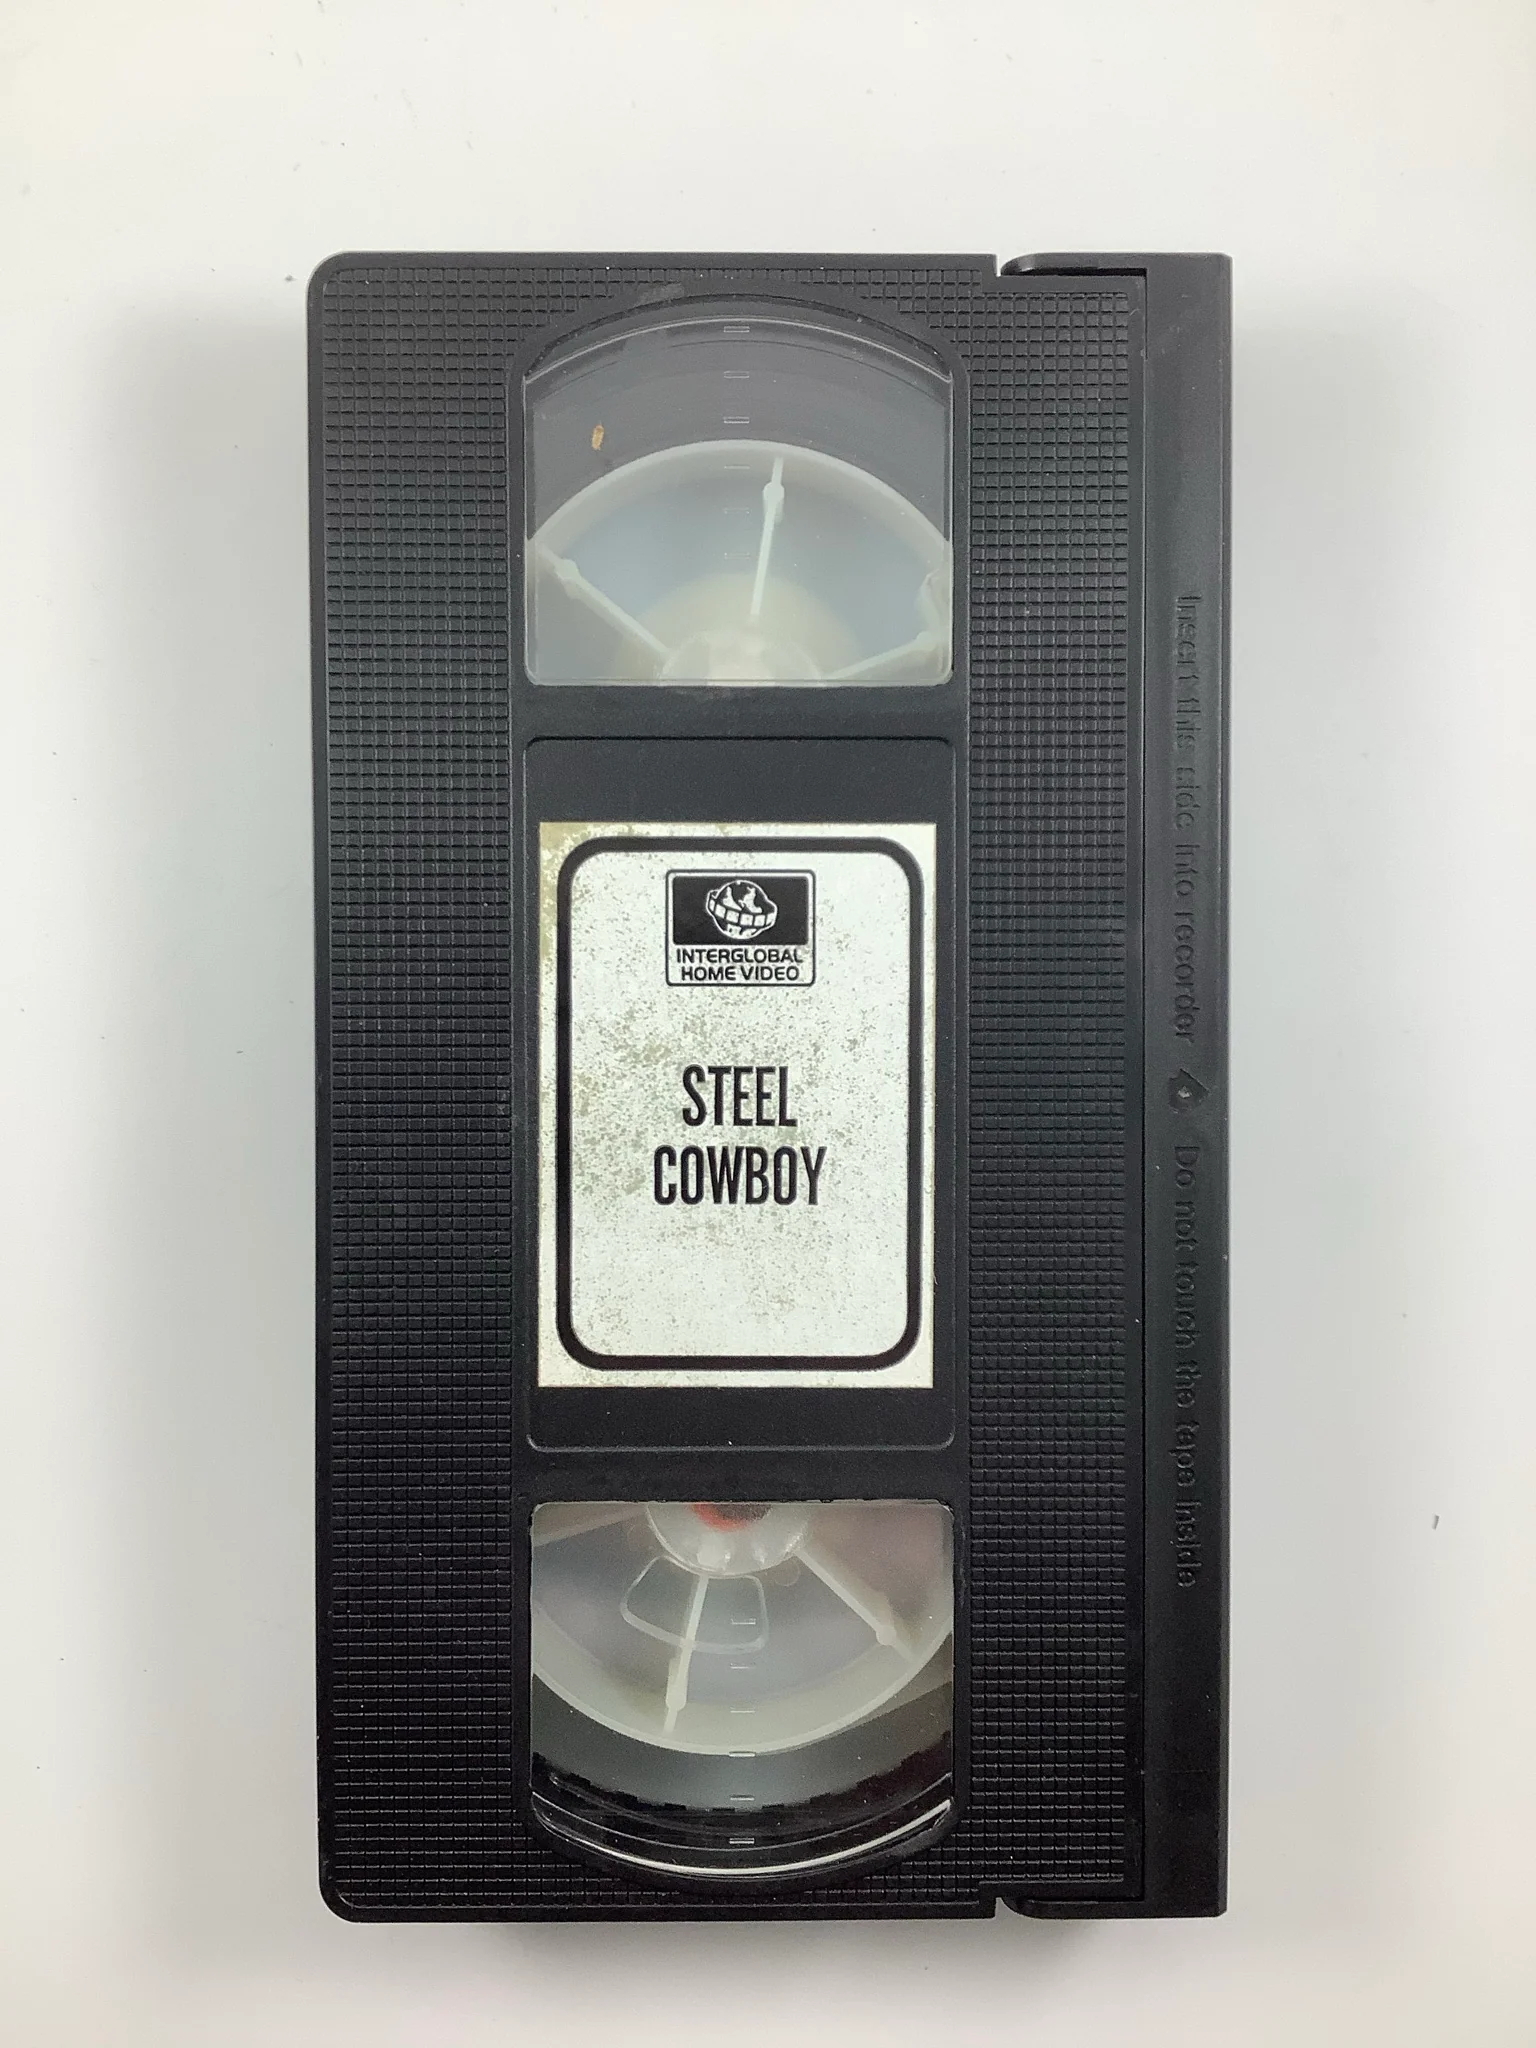 INTERGLOBAL
HOME VIDEO
STEEL
COWBOY
Insert this side into recorder
Do not touch the tape inside